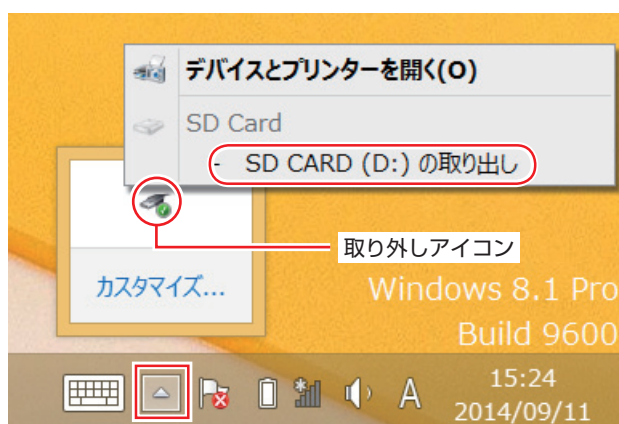 デバイスとプリンターを開く(O)
SD Card
- SD CARD (D:) の取り出し
取り外しアイコン
カスタマイズ...
Windows 8.1 Pro
Build 9600
A
15:24
2014/09/11